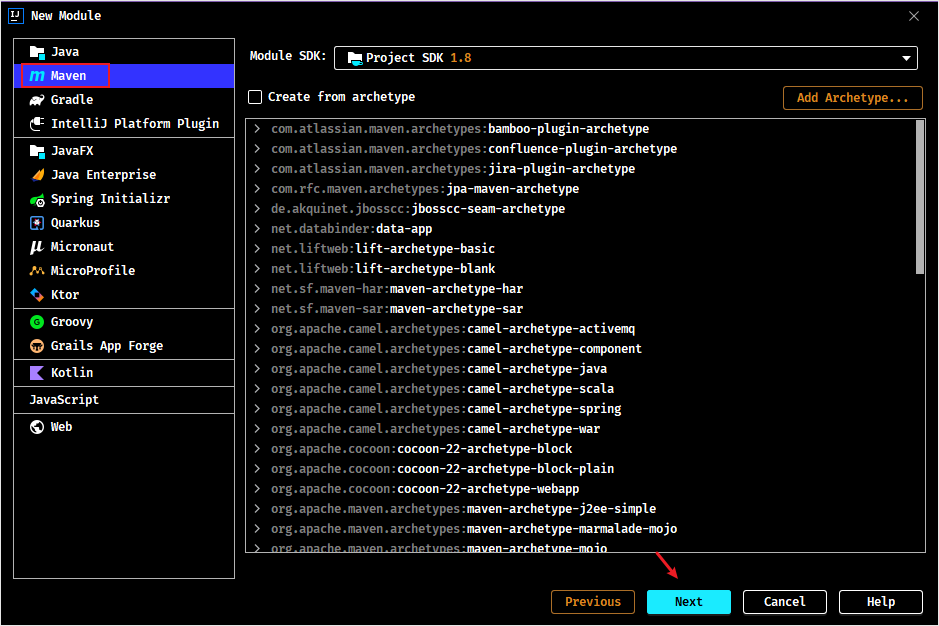 IJ New Module
Java
m Maven
Gradle
IntelliJ Platform Plugin
JavaFX
Java Enterprise
Spring Initializr
Quarkus
μ Micronaut
MicroProfile
Ktor
G Groovy
Grails App Forge
Kotlin
JavaScript
Web
Module SDK: Project SDK 1.8
Create from archetype
Add Archetype...
com.atlassian.maven.archetypes:bamboo-plugin-archetype
com.atlassian.maven.archetypes:confluence-plugin-archetype
com.atlassian.maven.archetypes:jira-plugin-archetype
com.rfc.maven.archetypes:jpa-maven-archetype
de.akquinet.jbosscc:jbosscc-seam-archetype
net.databinder:data-app
net.liftweb:lift-archetype-basic
net.liftweb:lift-archetype-blank
net.sf.maven-har:maven-archetype-har
net.sf.maven-sar:maven-archetype-sar
org.apache.camel.archetypes:camel-archetype-activemq
org.apache.camel.archetypes:camel-archetype-component
org.apache.camel.archetypes:camel-archetype-java
org.apache.camel.archetypes:camel-archetype-scala
org.apache.camel.archetypes:camel-archetype-spring
org.apache.camel.archetypes:camel-archetype-war
org.apache.cocoon:cocoon-22-archetype-block
org.apache.cocoon:cocoon-22-archetype-block-plain
org.apache.cocoon:cocoon-22-archetype-webapp
org.apache.maven.archetypes:maven-archetype-j2ee-simple
org.apache.maven.archetypes:maven-archetype-marmalade-mojo
org.apache.maven.archetypes:maven-archetype-mojo
Previous
Next
Cancel
Help